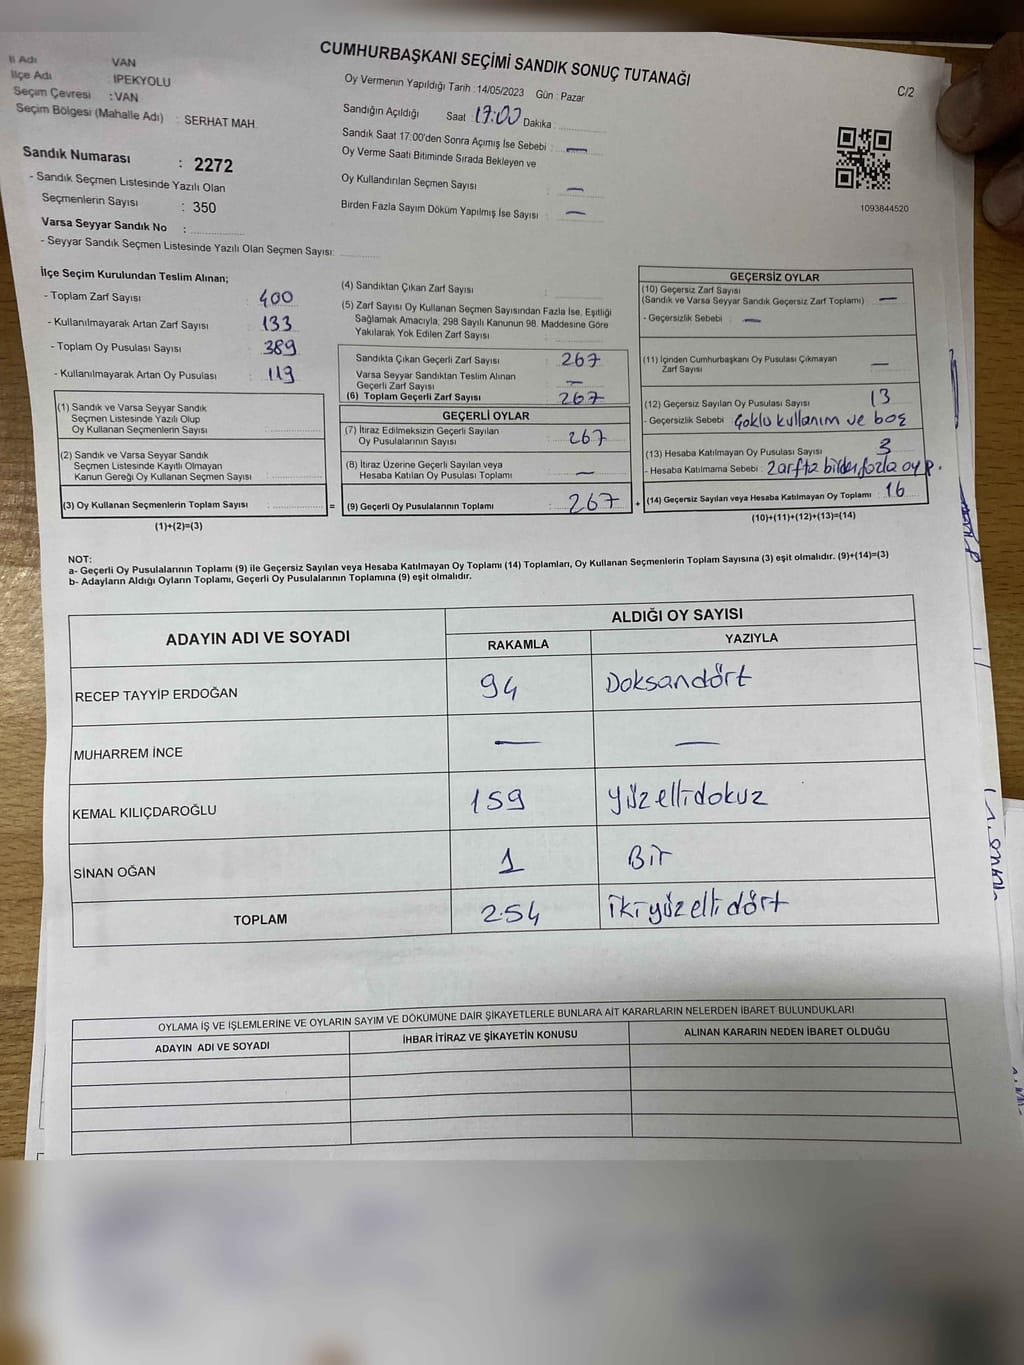 CUMHURBAŞKANI SEÇİMİ SANDIK SONUÇ TUTANAĞI
C/2
İl Adı VAN
İlçe Adı : İPEKYOLU
Seçim Çevresi : VAN
Seçim Bölgesi (Mahalle Adı) : SERHAT MAH.
Oy Vermenin Yapıldığı Tarih : 14/05/2023 Gün : Pazar
Sandığın Açıldığı Saat : 17:00 Dakika :
Sandık Saat 17:00'den Sonra Açımış İse Sebebi : —
Oy Verme Saati Bitiminde Sırada Bekleyen ve
Oy Kullandırılan Seçmen Sayısı : —
Birden Fazla Sayım Döküm Yapılmış İse Sayısı : —
1093844520
Sandık Numarası : 2272
- Sandık Seçmen Listesinde Yazılı Olan
Seçmenlerin Sayısı : 350
Varsa Seyyar Sandık No :
- Seyyar Sandık Seçmen Listesinde Yazılı Olan Seçmen Sayısı:
İlçe Seçim Kurulundan Teslim Alınan;
- Toplam Zarf Sayısı : 400
- Kullanılmayarak Artan Zarf Sayısı : 133
- Toplam Oy Pusulası Sayısı : 389
- Kullanılmayarak Artan Oy Pusulası : 119
(1) Sandık ve Varsa Seyyar Sandık
Seçmen Listesinde Yazılı Olup
Oy Kullanan Seçmenlerin Sayısı :
(2) Sandık ve Varsa Seyyar Sandık
Seçmen Listesinde Kayıtlı Olmayan
Kanun Gereği Oy Kullanan Seçmen Sayısı :
(3) Oy Kullanan Seçmenlerin Toplam Sayısı :
(1)+(2)=(3)
(4) Sandıktan Çıkan Zarf Sayısı :
(5) Zarf Sayısı Oy Kullanan Seçmen Sayısından Fazla İse, Eşitliği
Sağlamak Amacıyla, 298 Sayılı Kanunun 98. Maddesine Göre
Yakılarak Yok Edilen Zarf Sayısı :
Sandıkta Çıkan Geçerli Zarf Sayısı : 267
Varsa Seyyar Sandıktan Teslim Alınan
Geçerli Zarf Sayısı : —
(6) Toplam Geçerli Zarf Sayısı : 267
GEÇERLİ OYLAR
(7) İtiraz Edilmeksizin Geçerli Sayılan
Oy Pusulalarının Sayısı : 267
(8) İtiraz Üzerine Geçerli Sayılan veya
Hesaba Katılan Oy Pusulası Toplamı : —
= (9) Geçerli Oy Pusulalarının Toplamı : 267 +
GEÇERSİZ OYLAR
(10) Geçersiz Zarf Sayısı
(Sandık ve Varsa Seyyar Sandık Geçersiz Zarf Toplamı) : —
- Geçersizlik Sebebi : —
(11) İçinden Cumhurbaşkanı Oy Pusulası Çıkmayan
Zarf Sayısı : —
(12) Geçersiz Sayılan Oy Pusulası Sayısı : 13
- Geçersizlik Sebebi Çoklu kullanım ve boş
(13) Hesaba Katılmayan Oy Pusulası Sayısı : 3
- Hesaba Katılmama Sebebi : Zarfta birden fazla oy p.
(14) Geçersiz Sayılan veya Hesaba Katılmayan Oy Toplamı : 16
(10)+(11)+(12)+(13)=(14)
NOT:
a- Geçerli Oy Pusulalarının Toplamı (9) ile Geçersiz Sayılan veya Hesaba Katılmayan Oy Toplamı (14) Toplamları, Oy Kullanan Seçmenlerin Toplam Sayısına (3) eşit olmalıdır. (9)+(14)=(3)
b- Adayların Aldığı Oyların Toplamı, Geçerli Oy Pusulalarının Toplamına (9) eşit olmalıdır.
ADAYIN ADI VE SOYADI ALDIĞI OY SAYISI
RAKAMLA YAZIYLA
RECEP TAYYİP ERDOĞAN 94 Doksandört
MUHARREM İNCE — —
KEMAL KILIÇDAROĞLU 159 Yüzellidokuz
SİNAN OĞAN 1 Bir
TOPLAM 254 ikiyüzellidört
OYLAMA İŞ VE İŞLEMLERİNE VE OYLARIN SAYIM VE DÖKÜMÜNE DAİR ŞİKAYETLERLE BUNLARA AİT KARARLARIN NELERDEN İBARET BULUNDUKLARI
ADAYIN ADI VE SOYADI İHBAR İTİRAZ VE ŞİKAYETİN KONUSU ALINAN KARARIN NEDEN İBARET OLDUĞU